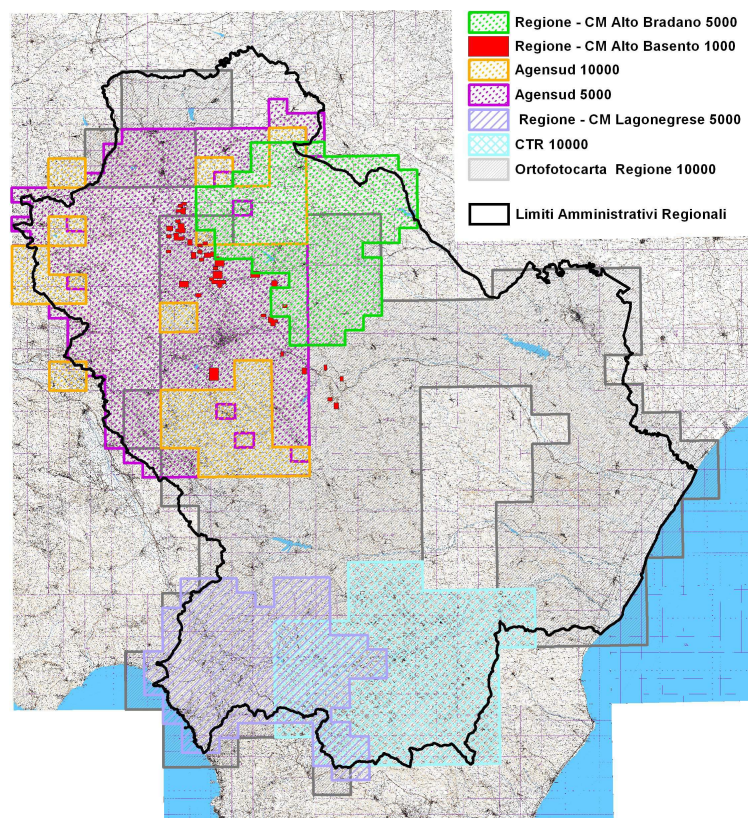 Regione - CM Alto Bradano 5000
Regione - CM Alto Basento 1000
Agensud 10000
Agensud 5000
Regione - CM Lagonegrese 5000
CTR 10000
Ortofotocarta Regione 10000
Limiti Amministrativi Regionali